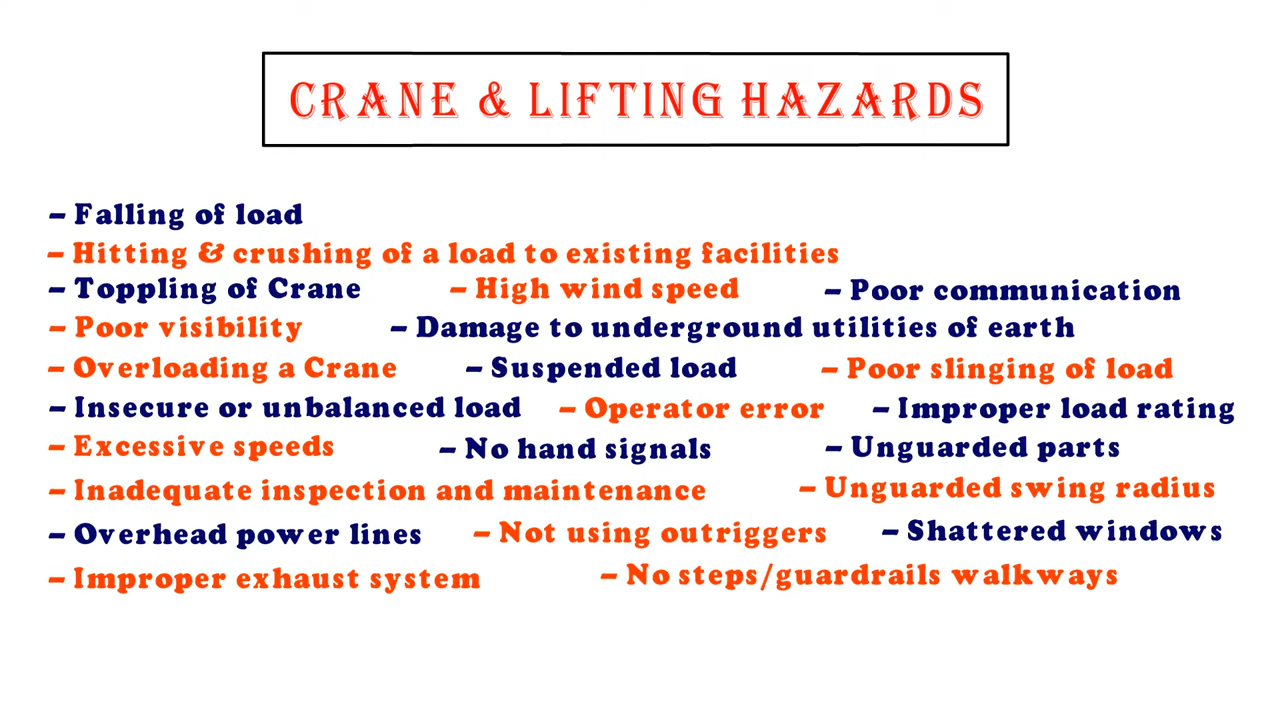 CRANE & LIFTING HAZARDS
– Falling of load
– Hitting & crushing of a load to existing facilities
– Toppling of Crane – High wind speed – Poor communication
– Poor visibility – Damage to underground utilities of earth
– Overloading a Crane – Suspended load – Poor slinging of load
– Insecure or unbalanced load – Operator error – Improper load rating
– Excessive speeds – No hand signals – Unguarded parts
– Inadequate inspection and maintenance – Unguarded swing radius
– Overhead power lines – Not using outriggers – Shattered windows
– Improper exhaust system – No steps/guardrails walkways